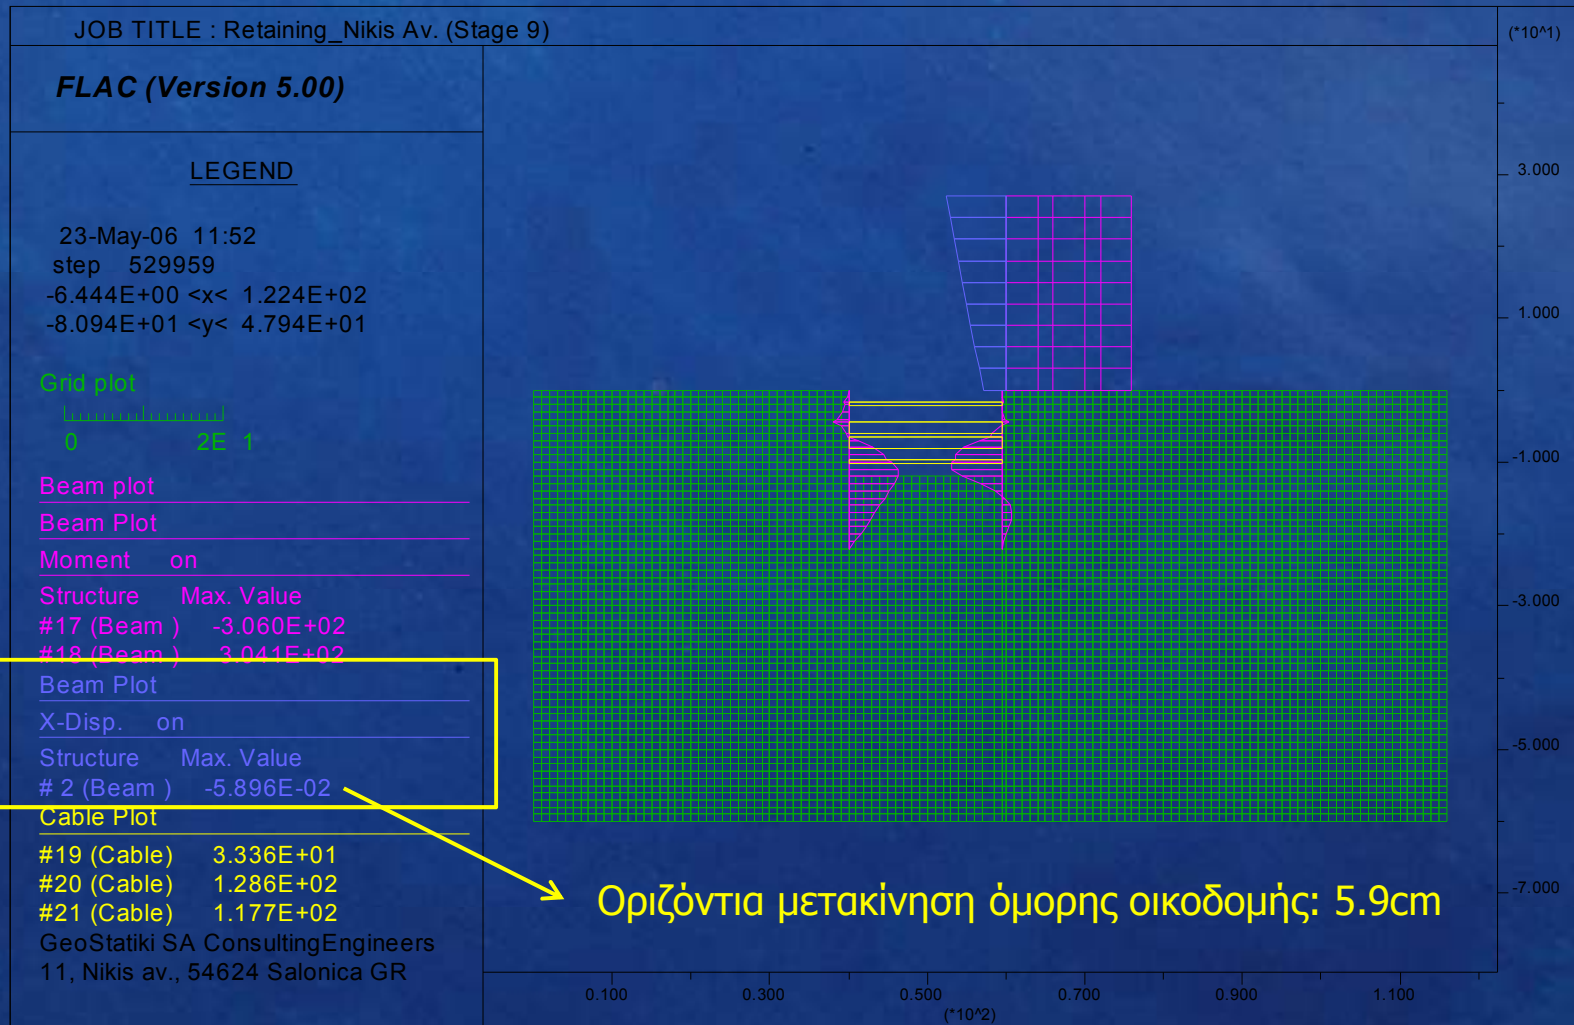 JOB TITLE : Retaining_Nikis Av. (Stage 9)
(*10^1)
FLAC (Version 5.00)
LEGEND
23-May-06 11:52
step 529959
-6.444E+00 <x< 1.224E+02
-8.094E+01 <y< 4.794E+01
Grid plot
0 2E 1
Beam plot
Beam Plot
Moment on
Structure Max. Value
#17 (Beam ) -3.060E+02
#18 (Beam ) 3.041E+02
Beam Plot
X-Disp. on
Structure Max. Value
# 2 (Beam ) -5.896E-02
Cable Plot
#19 (Cable) 3.336E+01
#20 (Cable) 1.286E+02
#21 (Cable) 1.177E+02
GeoStatiki SA ConsultingEngineers
11, Nikis av., 54624 Salonica GR
3.000
1.000
-1.000
-3.000
-5.000
-7.000
Οριζόντια μετακίνηση όμορης οικοδομής: 5.9cm
0.100 0.300 0.500 0.700 0.900 1.100
(*10^2)